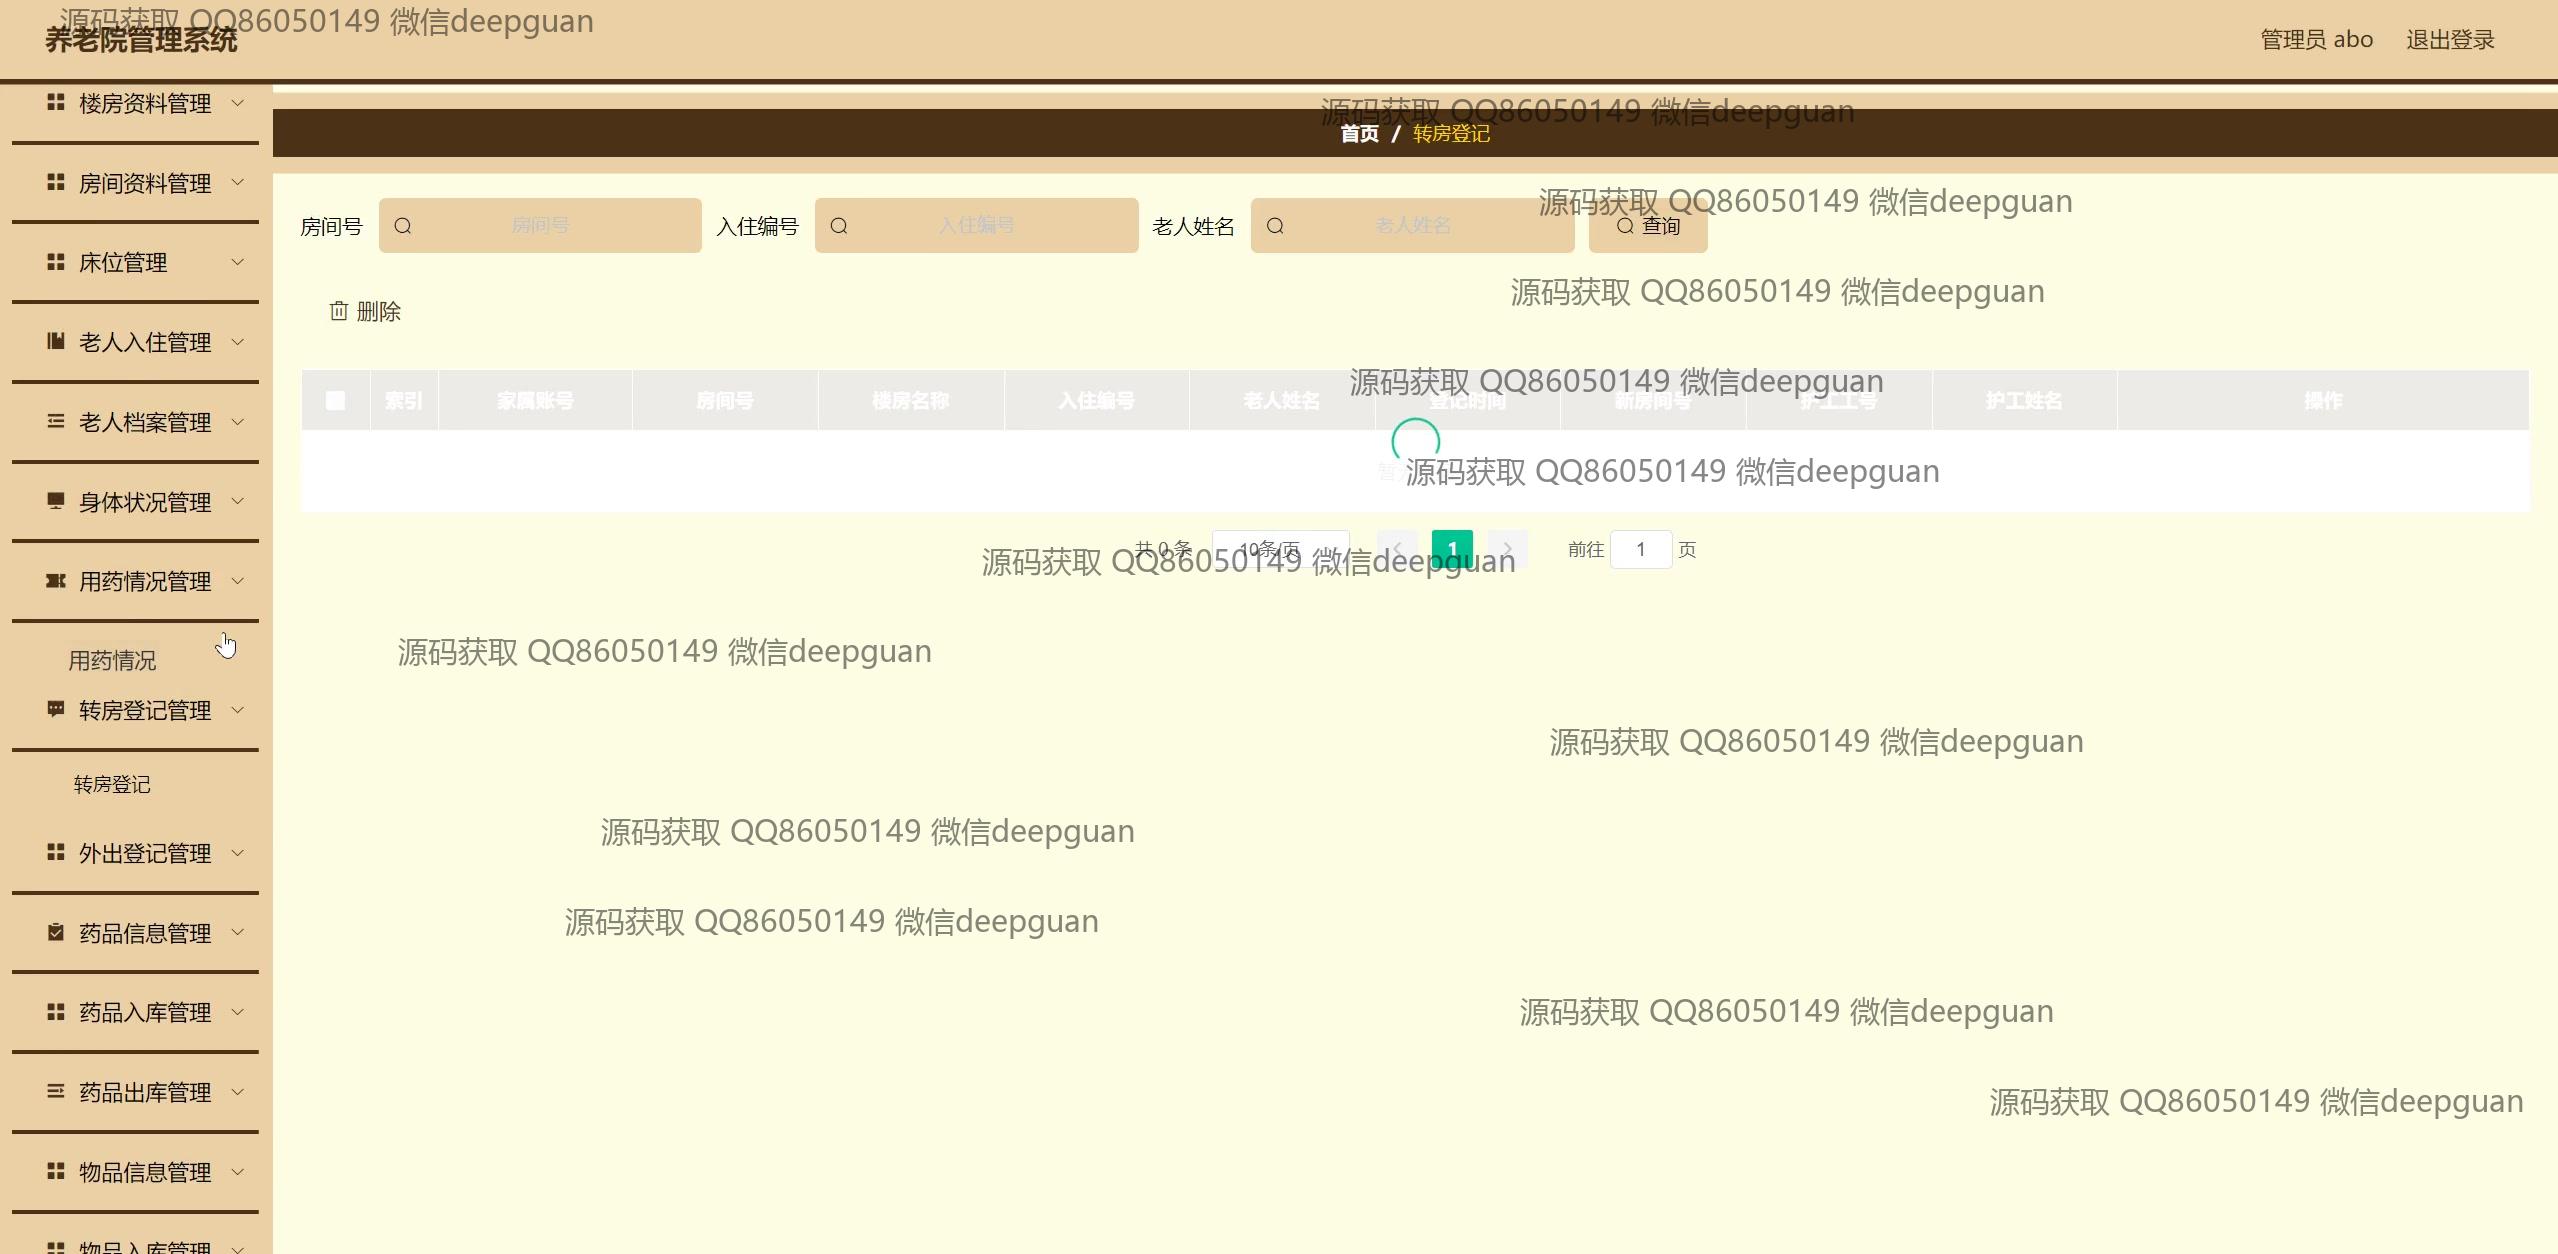 养老院管理系统
源码获取 QQ86050149 微信deepguan
管理员 abo 退出登录
楼房资料管理
房间资料管理
床位管理
老人入住管理
老人档案管理
身体状况管理
用药情况管理
用药情况
转房登记管理
转房登记
外出登记管理
药品信息管理
药品入库管理
药品出库管理
物品信息管理
物品入库管理
源码获取 QQ86050149 微信deepguan
首页 / 转房登记
源码获取 QQ86050149 微信deepguan
房间号 房间号 入住编号 入住编号 老人姓名 老人姓名 查询
源码获取 QQ86050149 微信deepguan
删除
源码获取 QQ86050149 微信deepguan
索引 家属账号 房间号 楼房名称 入住编号 老人姓名 登记时间 新房间号 护工工号 护工姓名 操作
源码获取 QQ86050149 微信deepguan
共 0 条 10条/页 1 前往 1 页
源码获取 QQ86050149 微信deepguan
源码获取 QQ86050149 微信deepguan
源码获取 QQ86050149 微信deepguan
源码获取 QQ86050149 微信deepguan
源码获取 QQ86050149 微信deepguan
源码获取 QQ86050149 微信deepguan
源码获取 QQ86050149 微信deepguan